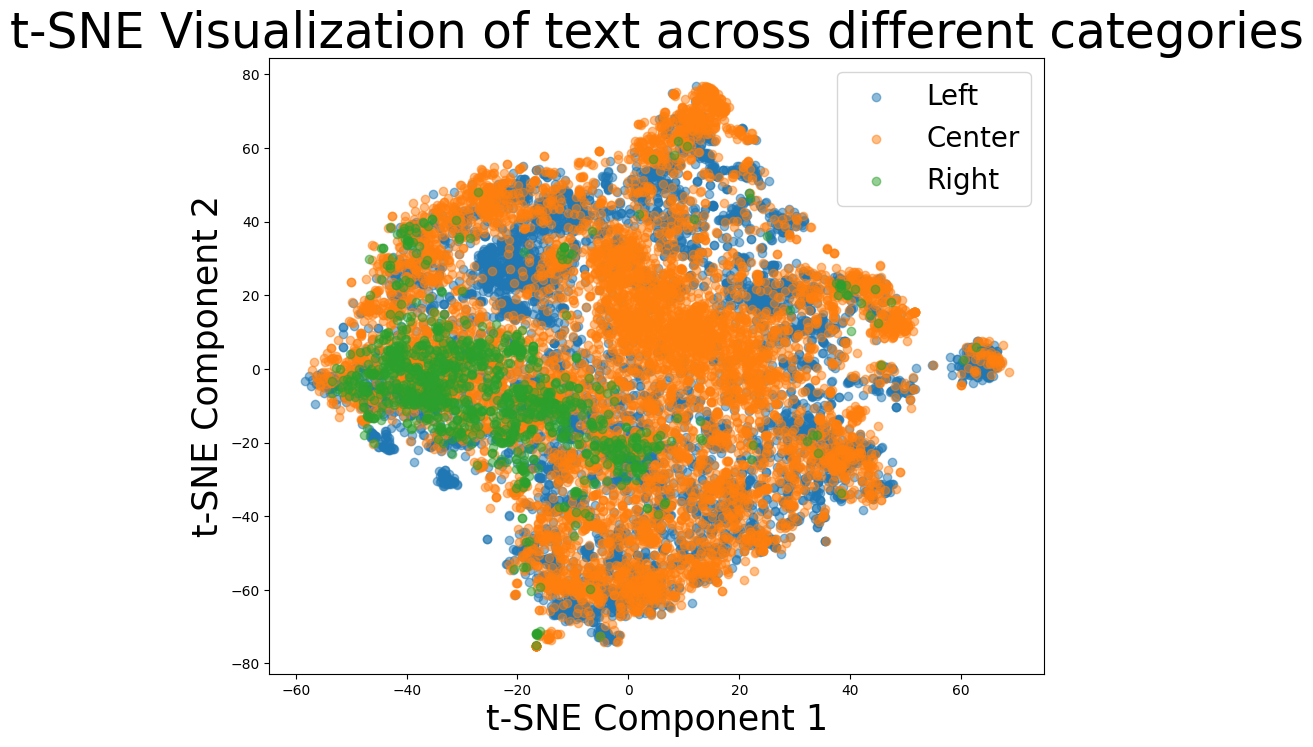 t-SNE Visualization of text across different categories
Left
Center
Right
80
60
40
20
0
−20
−40
−60
−80
t-SNE Component 2
−60
−40
−20
0
20
40
60
t-SNE Component 1